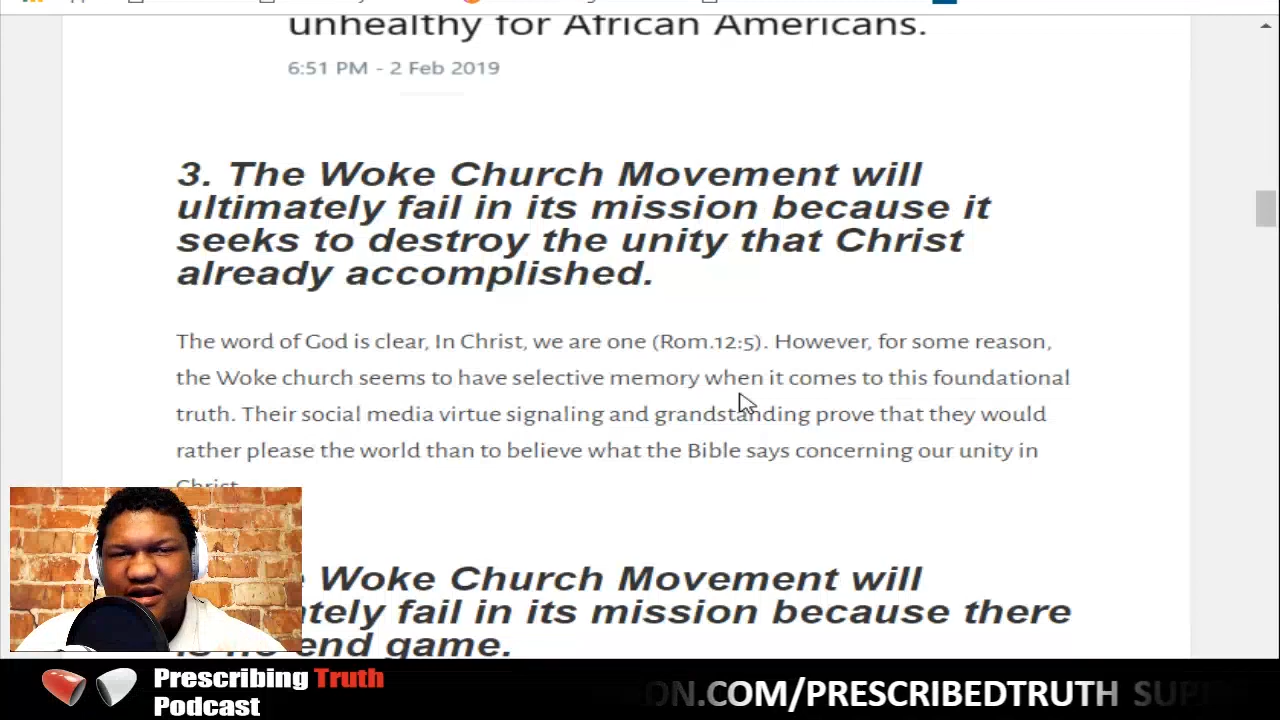 unhealthy for African Americans.
6:51 PM - 2 Feb 2019
3. The Woke Church Movement will
ultimately fail in its mission because it
seeks to destroy the unity that Christ
already accomplished.
The word of God is clear, In Christ, we are one (Rom.12:5). However, for some reason,
the Woke church seems to have selective memory when it comes to this foundational
truth. Their social media virtue signaling and grandstanding prove that they would
rather please the world than to believe what the Bible says concerning our unity in
Christ.
Woke Church Movement will
fail in its mission because there
is no end game.
Prescribing Truth
Podcast
ON.COM/PRESCRIBEDTRUTH SUP